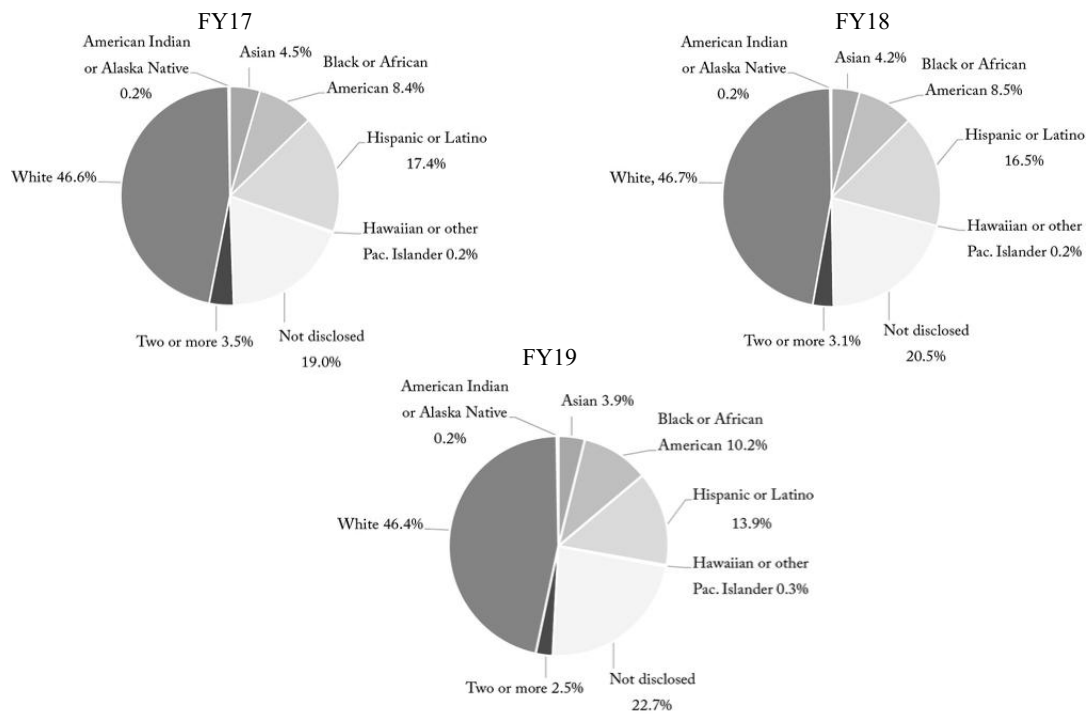 FY17
American Indian
or Alaska Native
0.2%
Asian 4.5%
Black or African
American 8.4%
Hispanic or Latino
17.4%
Hawaiian or other
Pac. Islander 0.2%
Not disclosed
19.0%
Two or more 3.5%
White 46.6%
FY18
American Indian
or Alaska Native
0.2%
Asian 4.2%
Black or African
American 8.5%
Hispanic or Latino
16.5%
Hawaiian or other
Pac. Islander 0.2%
Not disclosed
20.5%
Two or more 3.1%
White, 46.7%
FY19
American Indian
or Alaska Native
0.2%
Asian 3.9%
Black or African
American 10.2%
Hispanic or Latino
13.9%
Hawaiian or other
Pac. Islander 0.3%
Not disclosed
22.7%
Two or more 2.5%
White 46.4%